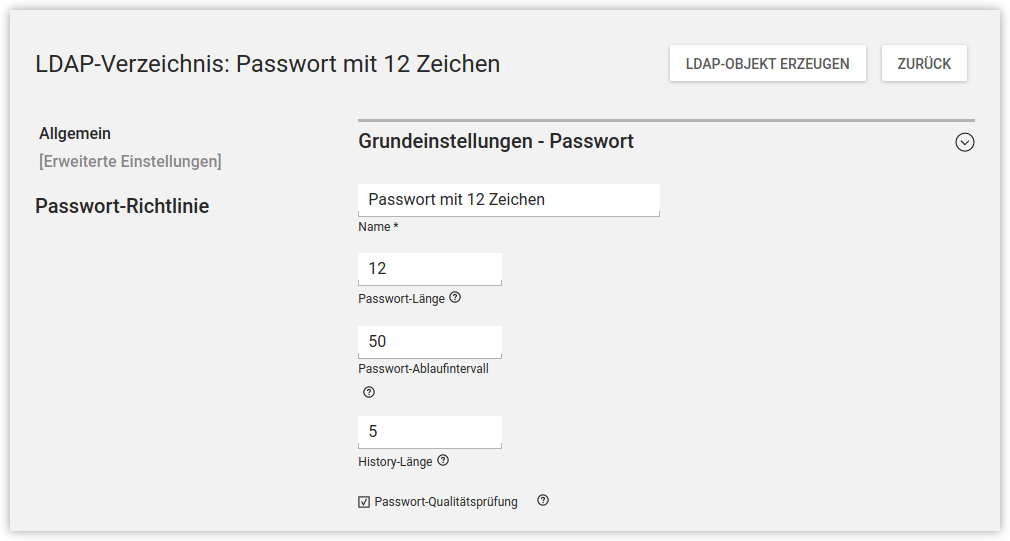 LDAP-Verzeichnis: Passwort mit 12 Zeichen
LDAP-OBJEKT ERZEUGEN
ZURÜCK
Allgemein
[Erweiterte Einstellungen]
Passwort-Richtlinie
Grundeinstellungen - Passwort
Passwort mit 12 Zeichen
Name *
12
Passwort-Länge
50
Passwort-Ablaufintervall
5
History-Länge
Passwort-Qualitätsprüfung